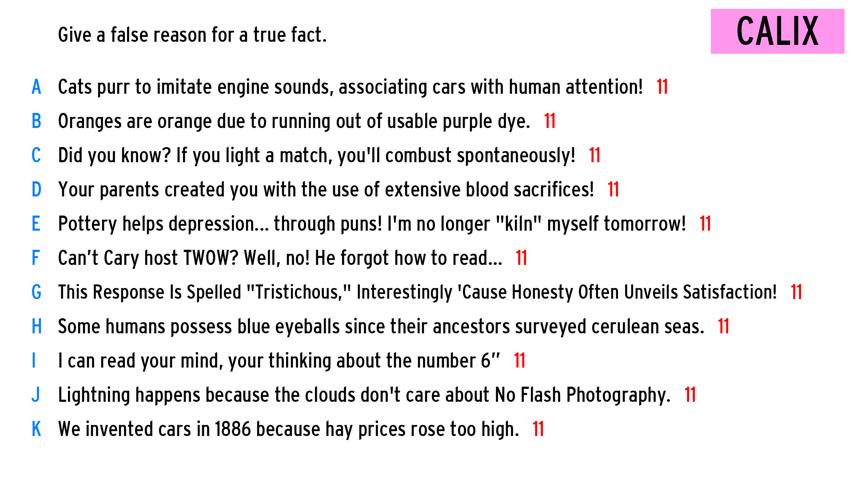 Give a false reason for a true fact.
CALIX
A Cats purr to imitate engine sounds, associating cars with human attention! 11
B Oranges are orange due to running out of usable purple dye. 11
C Did you know? If you light a match, you'll combust spontaneously! 11
D Your parents created you with the use of extensive blood sacrifices! 11
E Pottery helps depression... through puns! I'm no longer "kiln" myself tomorrow! 11
F Can’t Cary host TWOW? Well, no! He forgot how to read... 11
G This Response Is Spelled "Tristichous," Interestingly 'Cause Honesty Often Unveils Satisfaction! 11
H Some humans possess blue eyeballs since their ancestors surveyed cerulean seas. 11
I I can read your mind, your thinking about the number 6” 11
J Lightning happens because the clouds don't care about No Flash Photography. 11
K We invented cars in 1886 because hay prices rose too high. 11